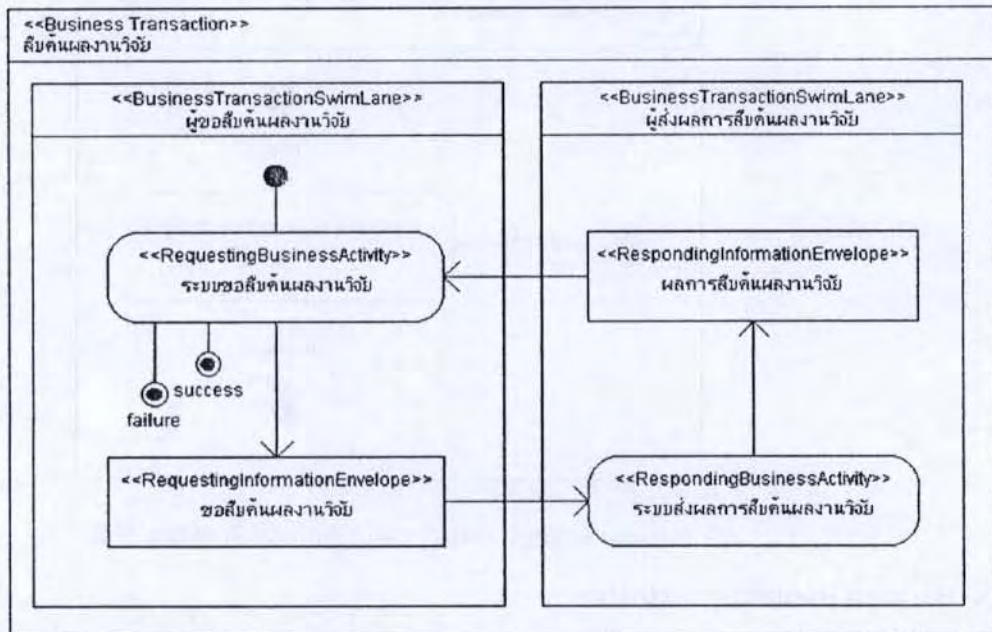 <<Business Transaction>>
สืบค้นผลงานวิจัย
<<BusinessTransactionSwimLane>>
ผู้ขอสืบค้นผลงานวิจัย
<<RequestingBusinessActivity>>
ระบบขอสืบค้นผลงานวิจัย
success
failure
<<RequestingInformationEnvelope>>
ขอสืบค้นผลงานวิจัย
<<BusinessTransactionSwimLane>>
ผู้ส่งผลการสืบค้นผลงานวิจัย
<<RespondingInformationEnvelope>>
ผลการสืบค้นผลงานวิจัย
<<RespondingBusinessActivity>>
ระบบส่งผลการสืบค้นผลงานวิจัย